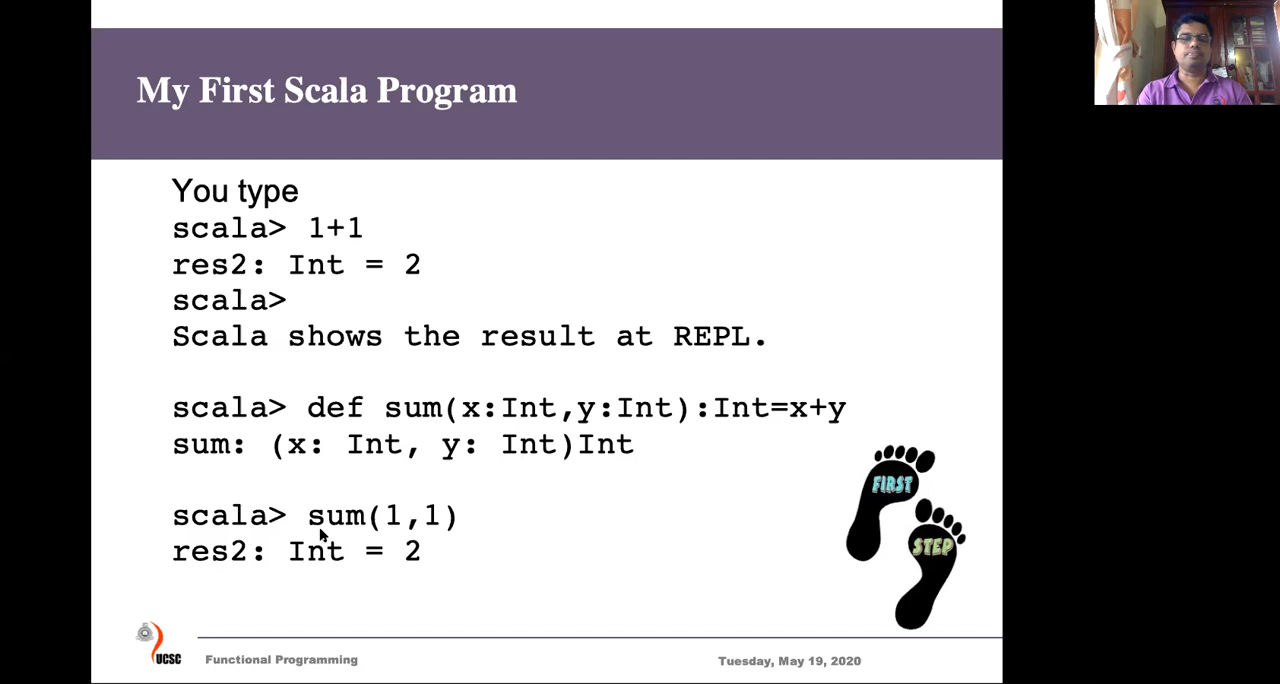 My First Scala Program
You type
scala> 1+1
res2: Int = 2
scala>
Scala shows the result at REPL.
scala> def sum(x:Int,y:Int):Int=x+y
sum: (x: Int, y: Int)Int
scala> sum(1,1)
res2: Int = 2
FIRST
STEP
UCSC
Functional Programming
Tuesday, May 19, 2020